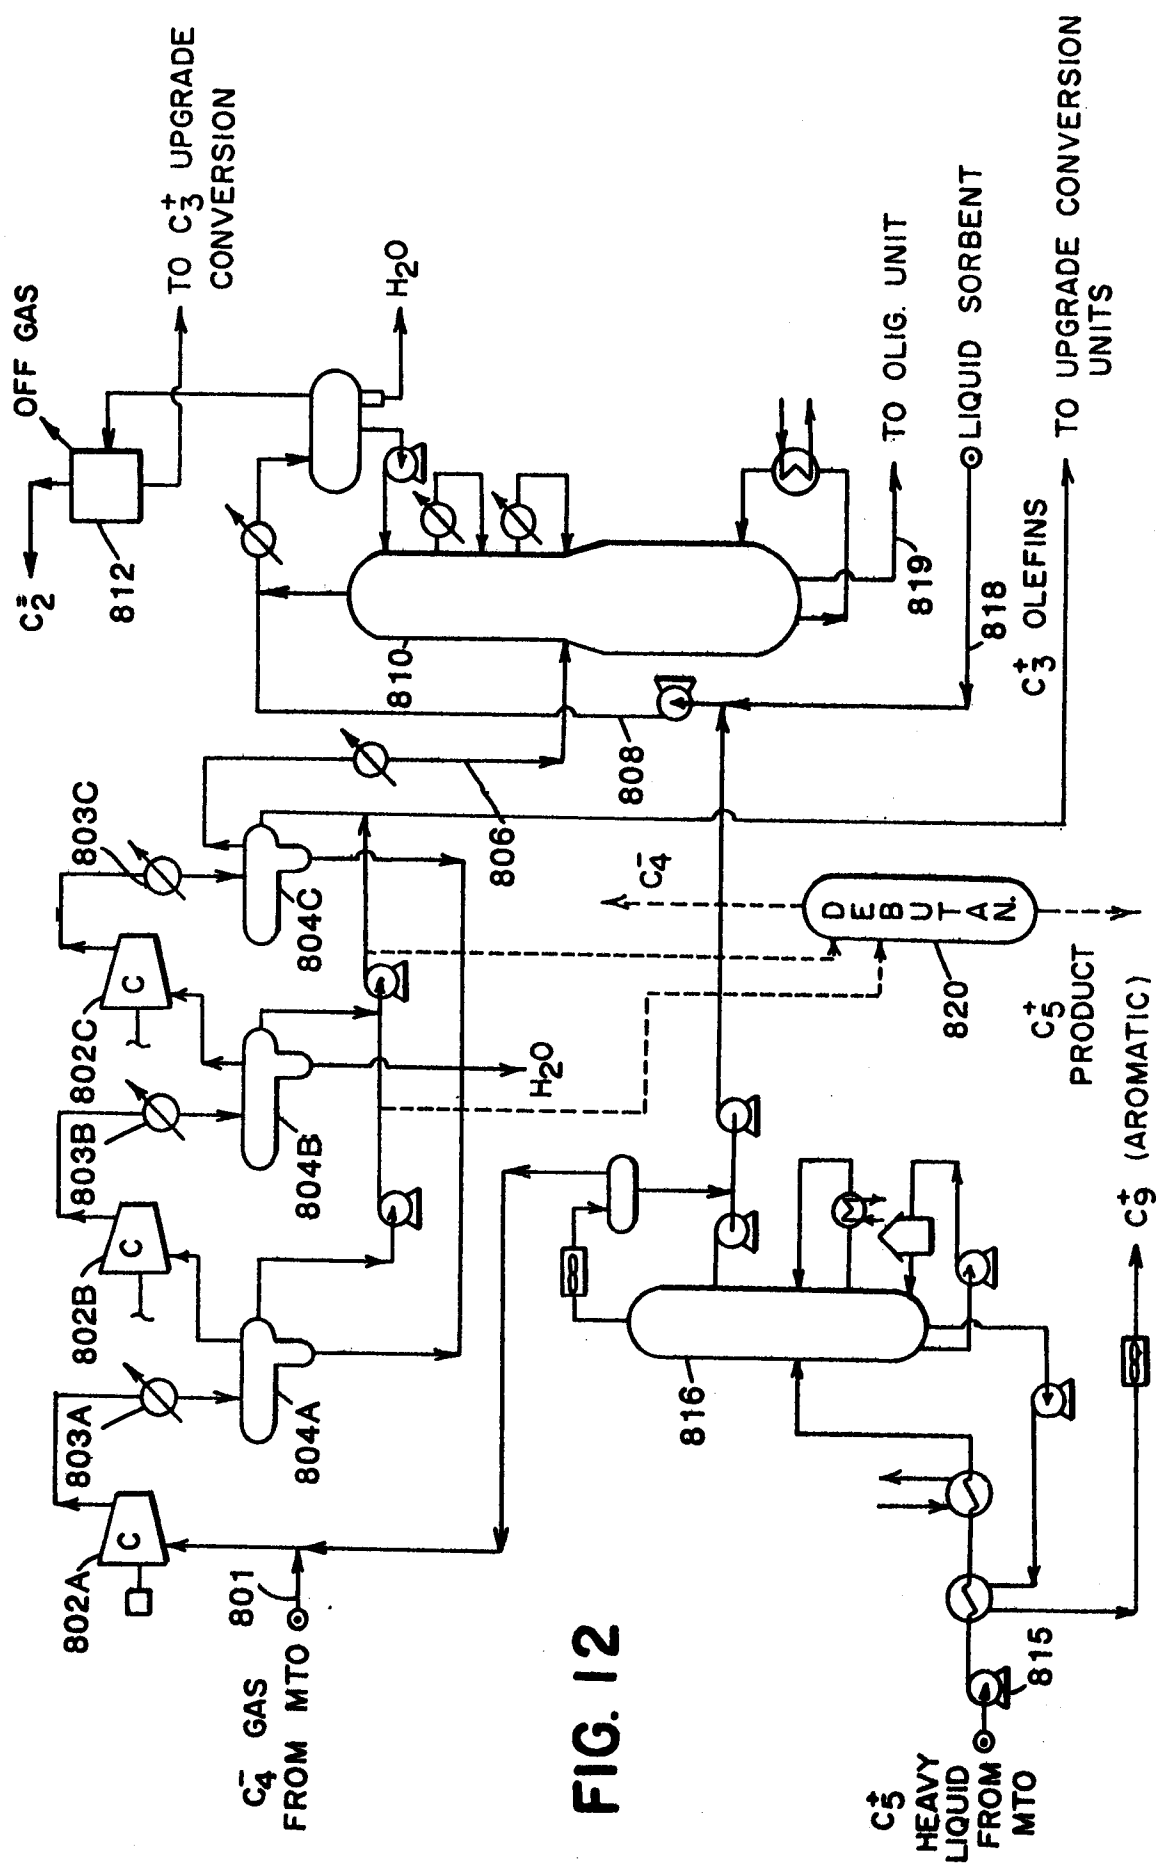 802A
803A
802B
803B
802C
803C
C
C
C
804A
804B
804C
C4- GAS
FROM MTO
801
H2O
806
808
810
812
C2=
OFF GAS
TO C3+ UPGRADE
CONVERSION
H2O
TO OLIG. UNIT
819
LIQUID SORBENT
818
C3+ OLEFINS
TO UPGRADE CONVERSION
UNITS
C4-
DEBUTAN.
820
C5+
PRODUCT
816
C9+ (AROMATIC)
815
C5+
HEAVY
LIQUID
FROM
MTO
FIG. 12